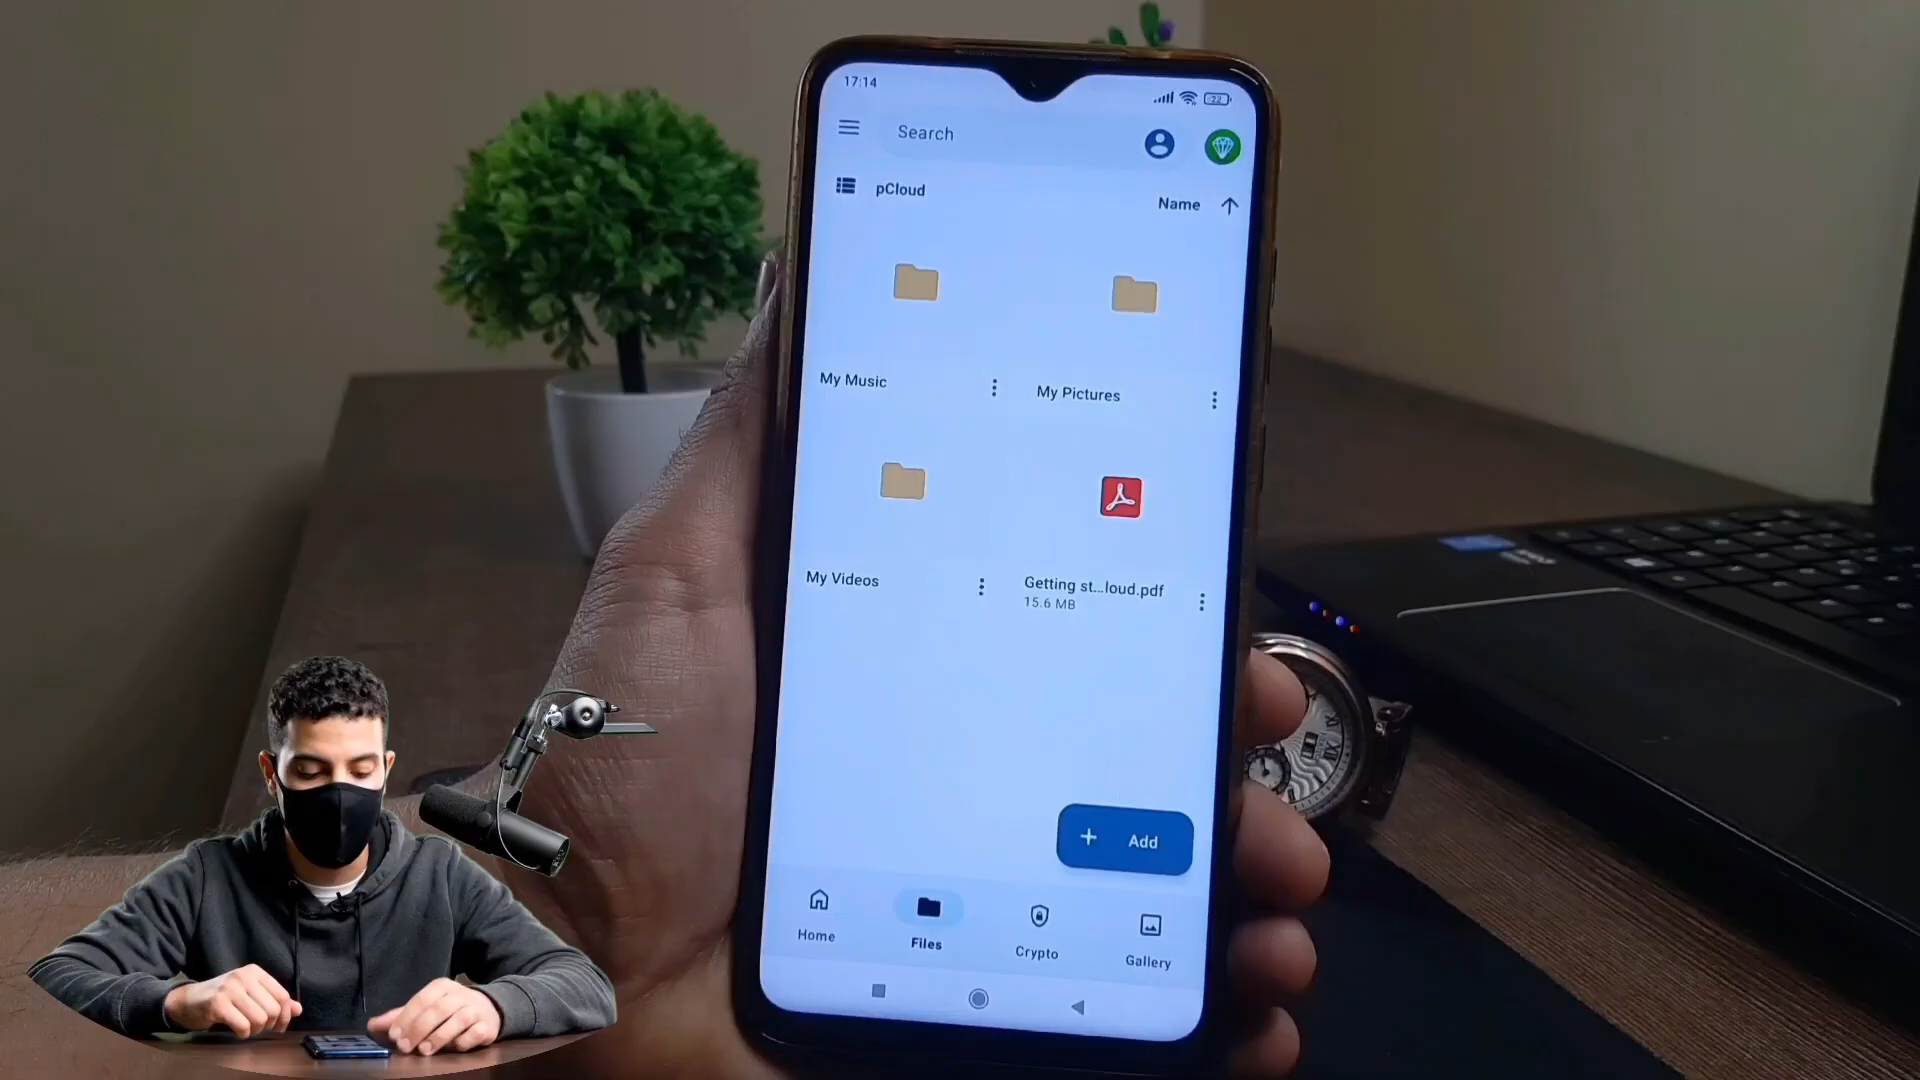 17:14
22
Search
pCloud
Name
My Music
My Pictures
My Videos
Getting st...loud.pdf
15.6 MB
+ Add
Home
Files
Crypto
Gallery